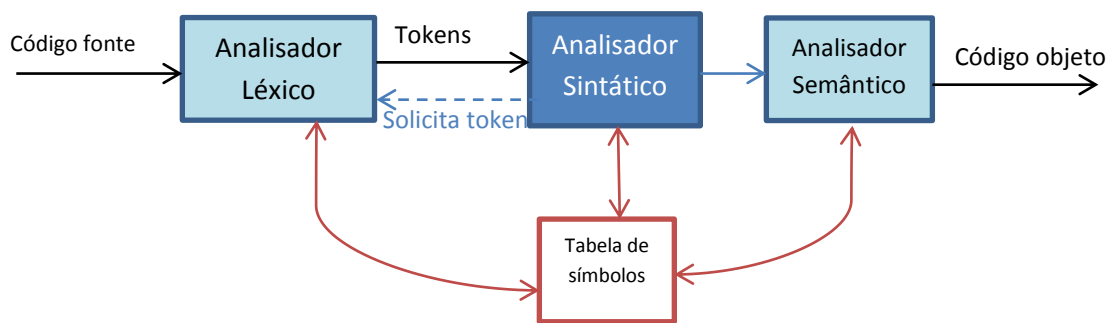 Código fonte
Analisador
Léxico
Tokens
Solicita token
Analisador
Sintático
Analisador
Semântico
Código objeto
Tabela de
símbolos